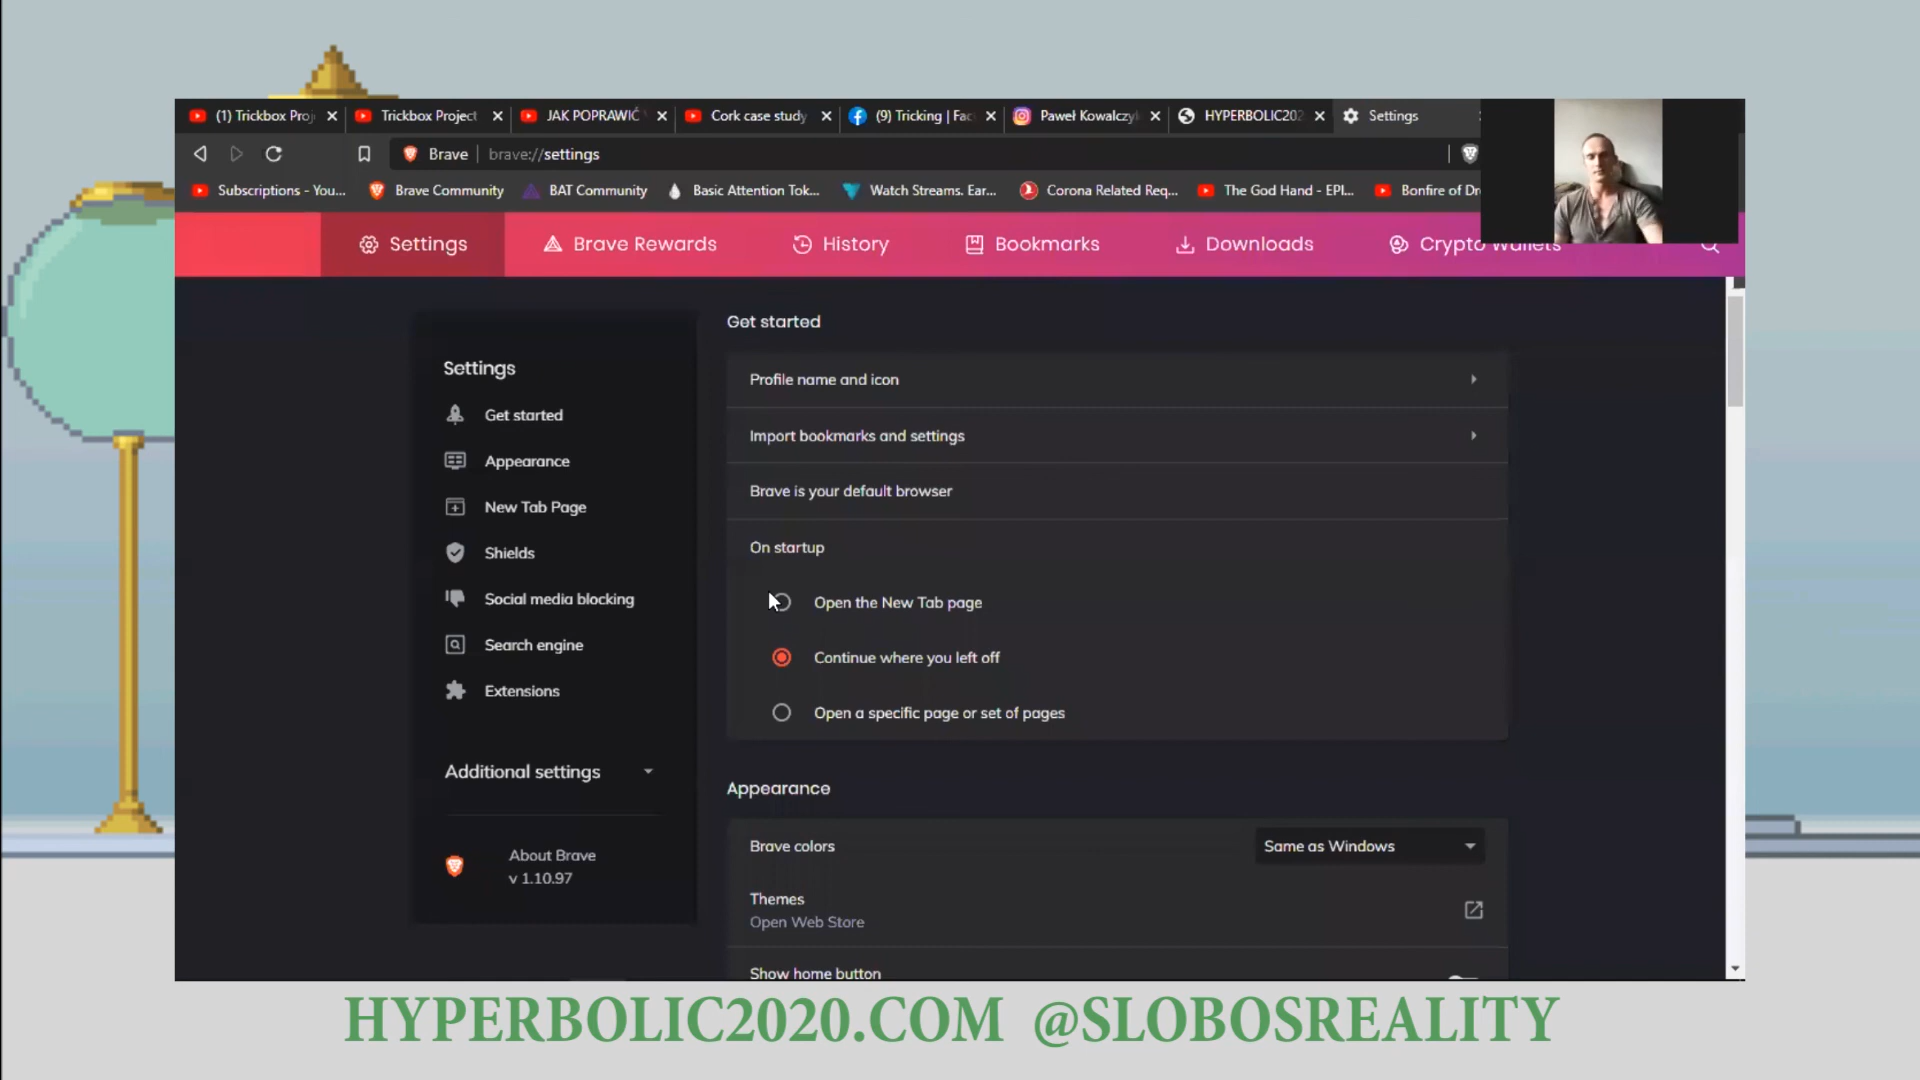 (1) Trickbox Pro
Trickbox Project
JAK POPRAWIĆ
Cork case study
(9) Tricking | Fac
Paweł Kowalczy
HYPERBOLIC202
Settings
Brave
brave://settings
Subscriptions - You...
Brave Community
BAT Community
Basic Attention Tok...
Watch Streams. Ear...
Corona Related Req...
The God Hand - EPI...
Bonfire of Dr
Settings
Brave Rewards
History
Bookmarks
Downloads
Crypto Wallets
Settings
Get started
Appearance
New Tab Page
Shields
Social media blocking
Search engine
Extensions
Additional settings
About Brave
v 1.10.97
Get started
Profile name and icon
Import bookmarks and settings
Brave is your default browser
On startup
Open the New Tab page
Continue where you left off
Open a specific page or set of pages
Appearance
Brave colors
Same as Windows
Themes
Open Web Store
Show home button
HYPERBOLIC2020.COM @SLOBOSREALITY